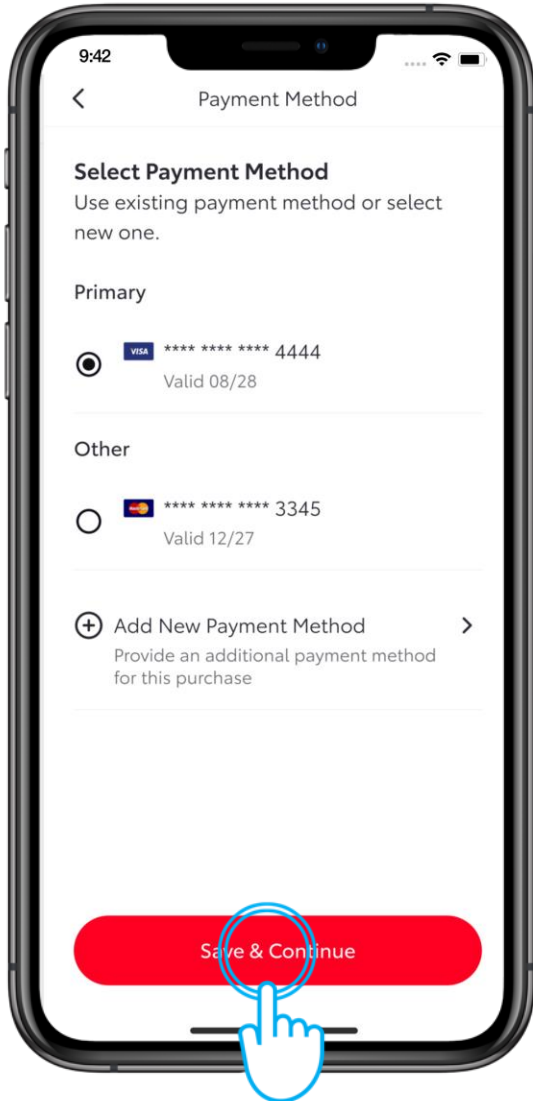 9:42
Payment Method
Select Payment Method
Use existing payment method or select
new one.
Primary
VISA **** **** **** 4444
Valid 08/28
Other
**** **** **** 3345
Valid 12/27
Add New Payment Method
Provide an additional payment method
for this purchase
Save & Continue